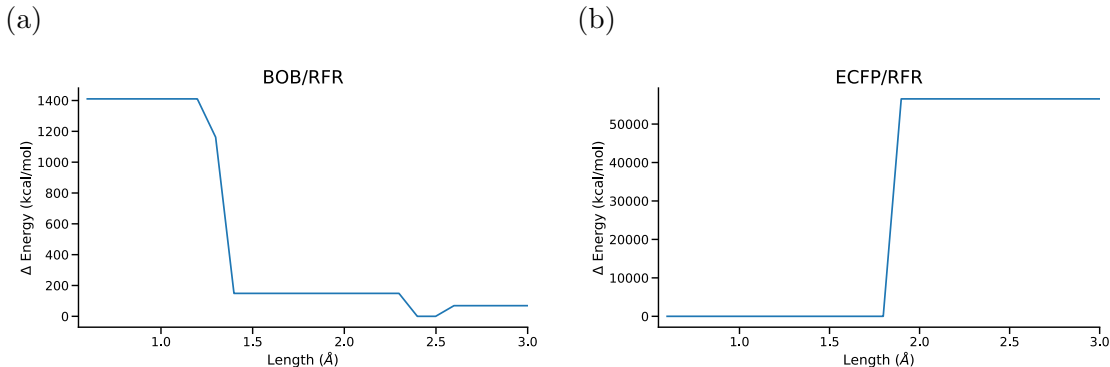 (a)
BOB/RFR
1400
1200
1000
800
600
400
200
0
Δ Energy (kcal/mol)
1.0 1.5 2.0 2.5 3.0
Length (Å)
(b)
ECFP/RFR
50000
40000
30000
20000
10000
0
Δ Energy (kcal/mol)
1.0 1.5 2.0 2.5 3.0
Length (Å)